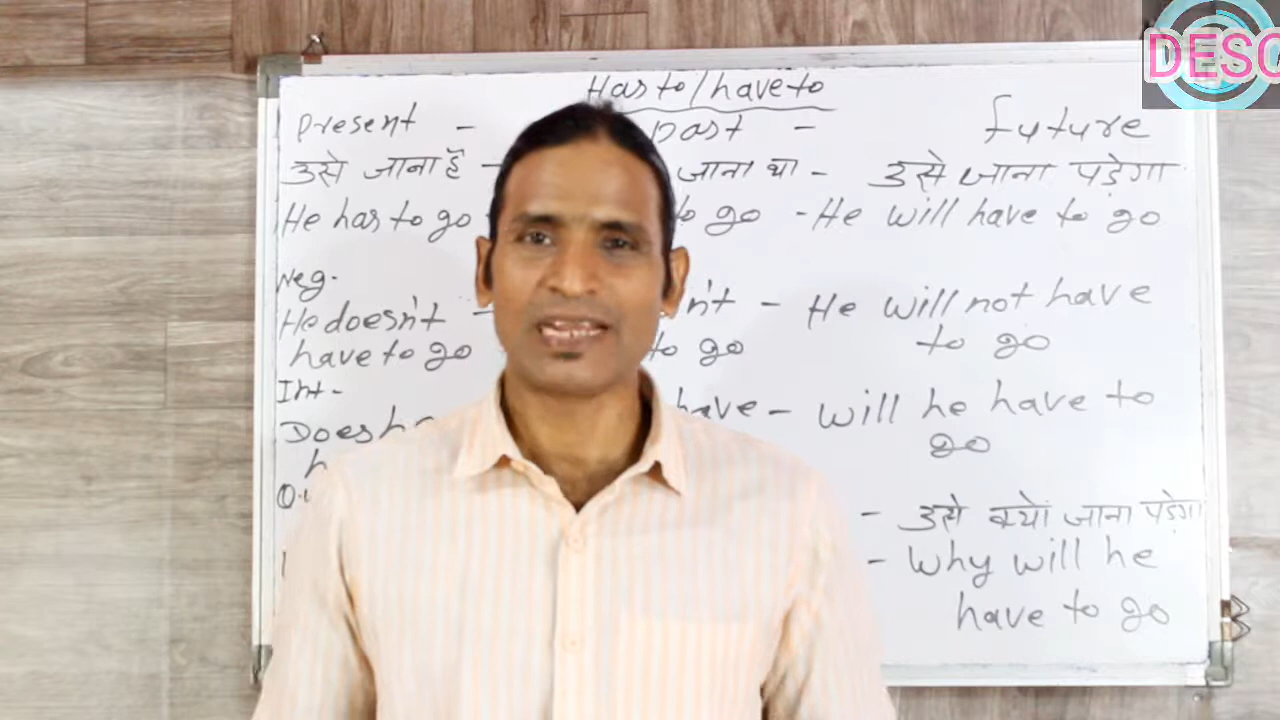 DESC
Has to / have to
Present - past - future
उसे जाना है - जाना था - उसे जाना पड़ेगा
He has to go to go - He will have to go
Neg.
He doesn't - n't - He will not have
have to go to go to go
Int -
Does have - will he have to
go
- उसे क्यों जाना पड़ेगा
- Why will he
have to go